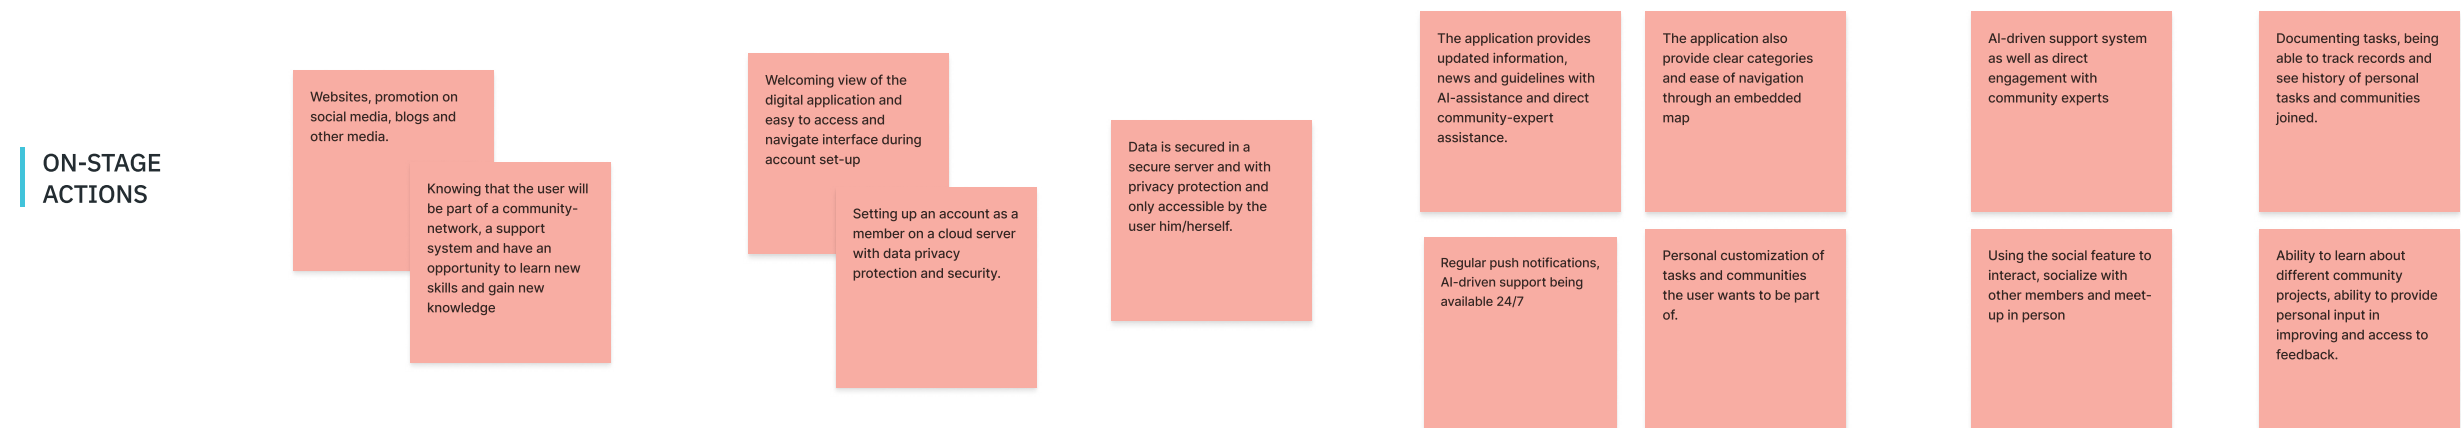 ON-STAGE
ACTIONS
Websites, promotion on
social media, blogs and
other media.
Knowing that the user will
be part of a community-
network, a support
system and have an
opportunity to learn new
skills and gain new
knowledge
Welcoming view of the
digital application and
easy to access and
navigate interface during
account set-up
Setting up an account as a
member on a cloud server
with data privacy
protection and security.
Data is secured in a
secure server and with
privacy protection and
only accessible by the
user him/herself.
The application provides
updated information,
news and guidelines with
AI-assistance and direct
community-expert
assistance.
Regular push notifications,
AI-driven support being
available 24/7
The application also
provide clear categories
and ease of navigation
through an embedded
map
Personal customization of
tasks and communities
the user wants to be part
of.
AI-driven support system
as well as direct
engagement with
community experts
Using the social feature to
interact, socialize with
other members and meet-
up in person
Documenting tasks, being
able to track records and
see history of personal
tasks and communities
joined.
Ability to learn about
different community
projects, ability to provide
personal input in
improving and access to
feedback.